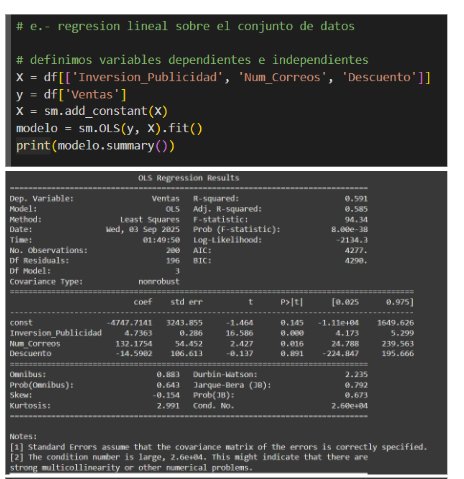 # e.- regresion lineal sobre el conjunto de datos
# definimos variables dependientes e independientes
X = df[['Inversion_Publicidad', 'Num_Correos', 'Descuento']]
y = df['Ventas']
X = sm.add_constant(X)
modelo = sm.OLS(y, X).fit()
print(modelo.summary())
OLS Regression Results
==============================================================================
Dep. Variable: Ventas R-squared: 0.591
Model: OLS Adj. R-squared: 0.585
Method: Least Squares F-statistic: 94.34
Date: Wed, 03 Sep 2025 Prob (F-statistic): 8.00e-38
Time: 01:49:50 Log-Likelihood: -2134.3
No. Observations: 200 AIC: 4277.
Df Residuals: 196 BIC: 4290.
Df Model: 3
Covariance Type: nonrobust
==============================================================================
coef std err t P>|t| [0.025 0.975]
------------------------------------------------------------------------------
const -4747.7141 3243.855 -1.464 0.145 -1.11e+04 1649.626
Inversion_Publicidad 4.7363 0.286 16.586 0.000 4.173 5.299
Num_Correos 132.1754 54.452 2.427 0.016 24.788 239.563
Descuento -14.5902 106.613 -0.137 0.891 -224.847 195.666
==============================================================================
Omnibus: 0.883 Durbin-Watson: 2.235
Prob(Omnibus): 0.643 Jarque-Bera (JB): 0.792
Skew: -0.154 Prob(JB): 0.673
Kurtosis: 2.991 Cond. No. 2.60e+04
==============================================================================
Notes:
[1] Standard Errors assume that the covariance matrix of the errors is correctly specified.
[2] The condition number is large, 2.6e+04. This might indicate that there are
strong multicollinearity or other numerical problems.